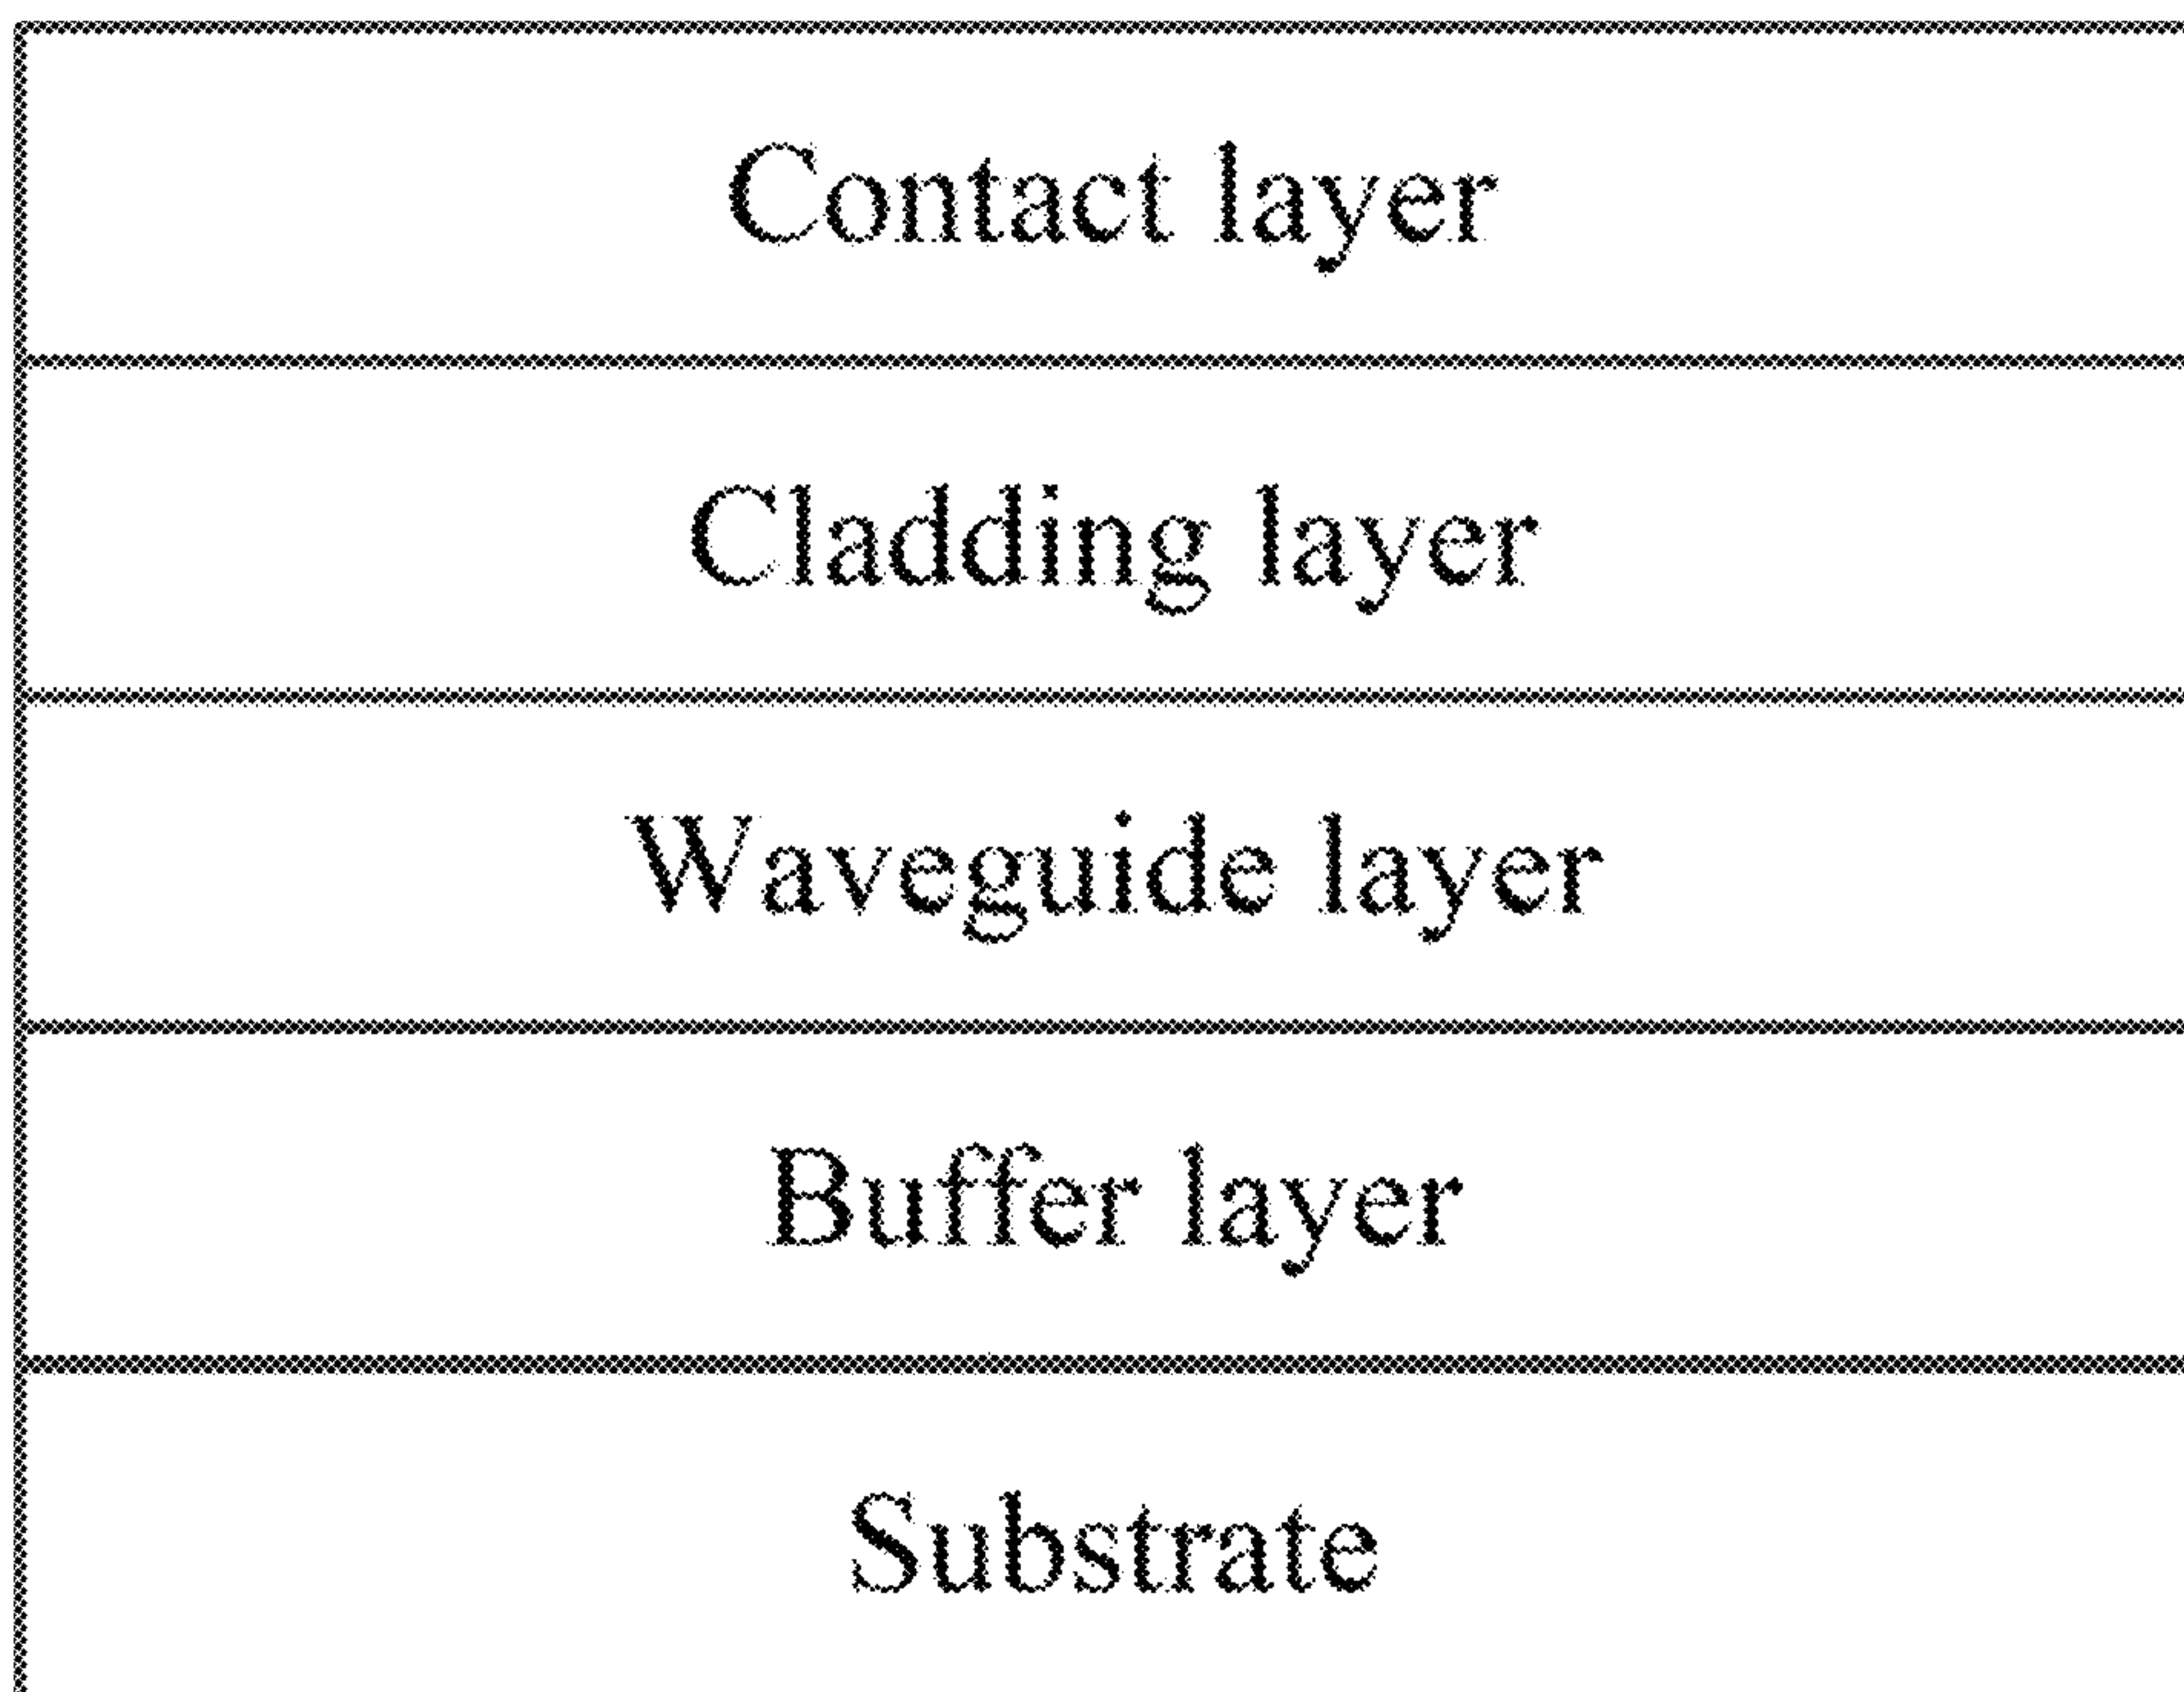 Contact layer
Cladding layer
Waveguide layer
Buffer layer
Substrate